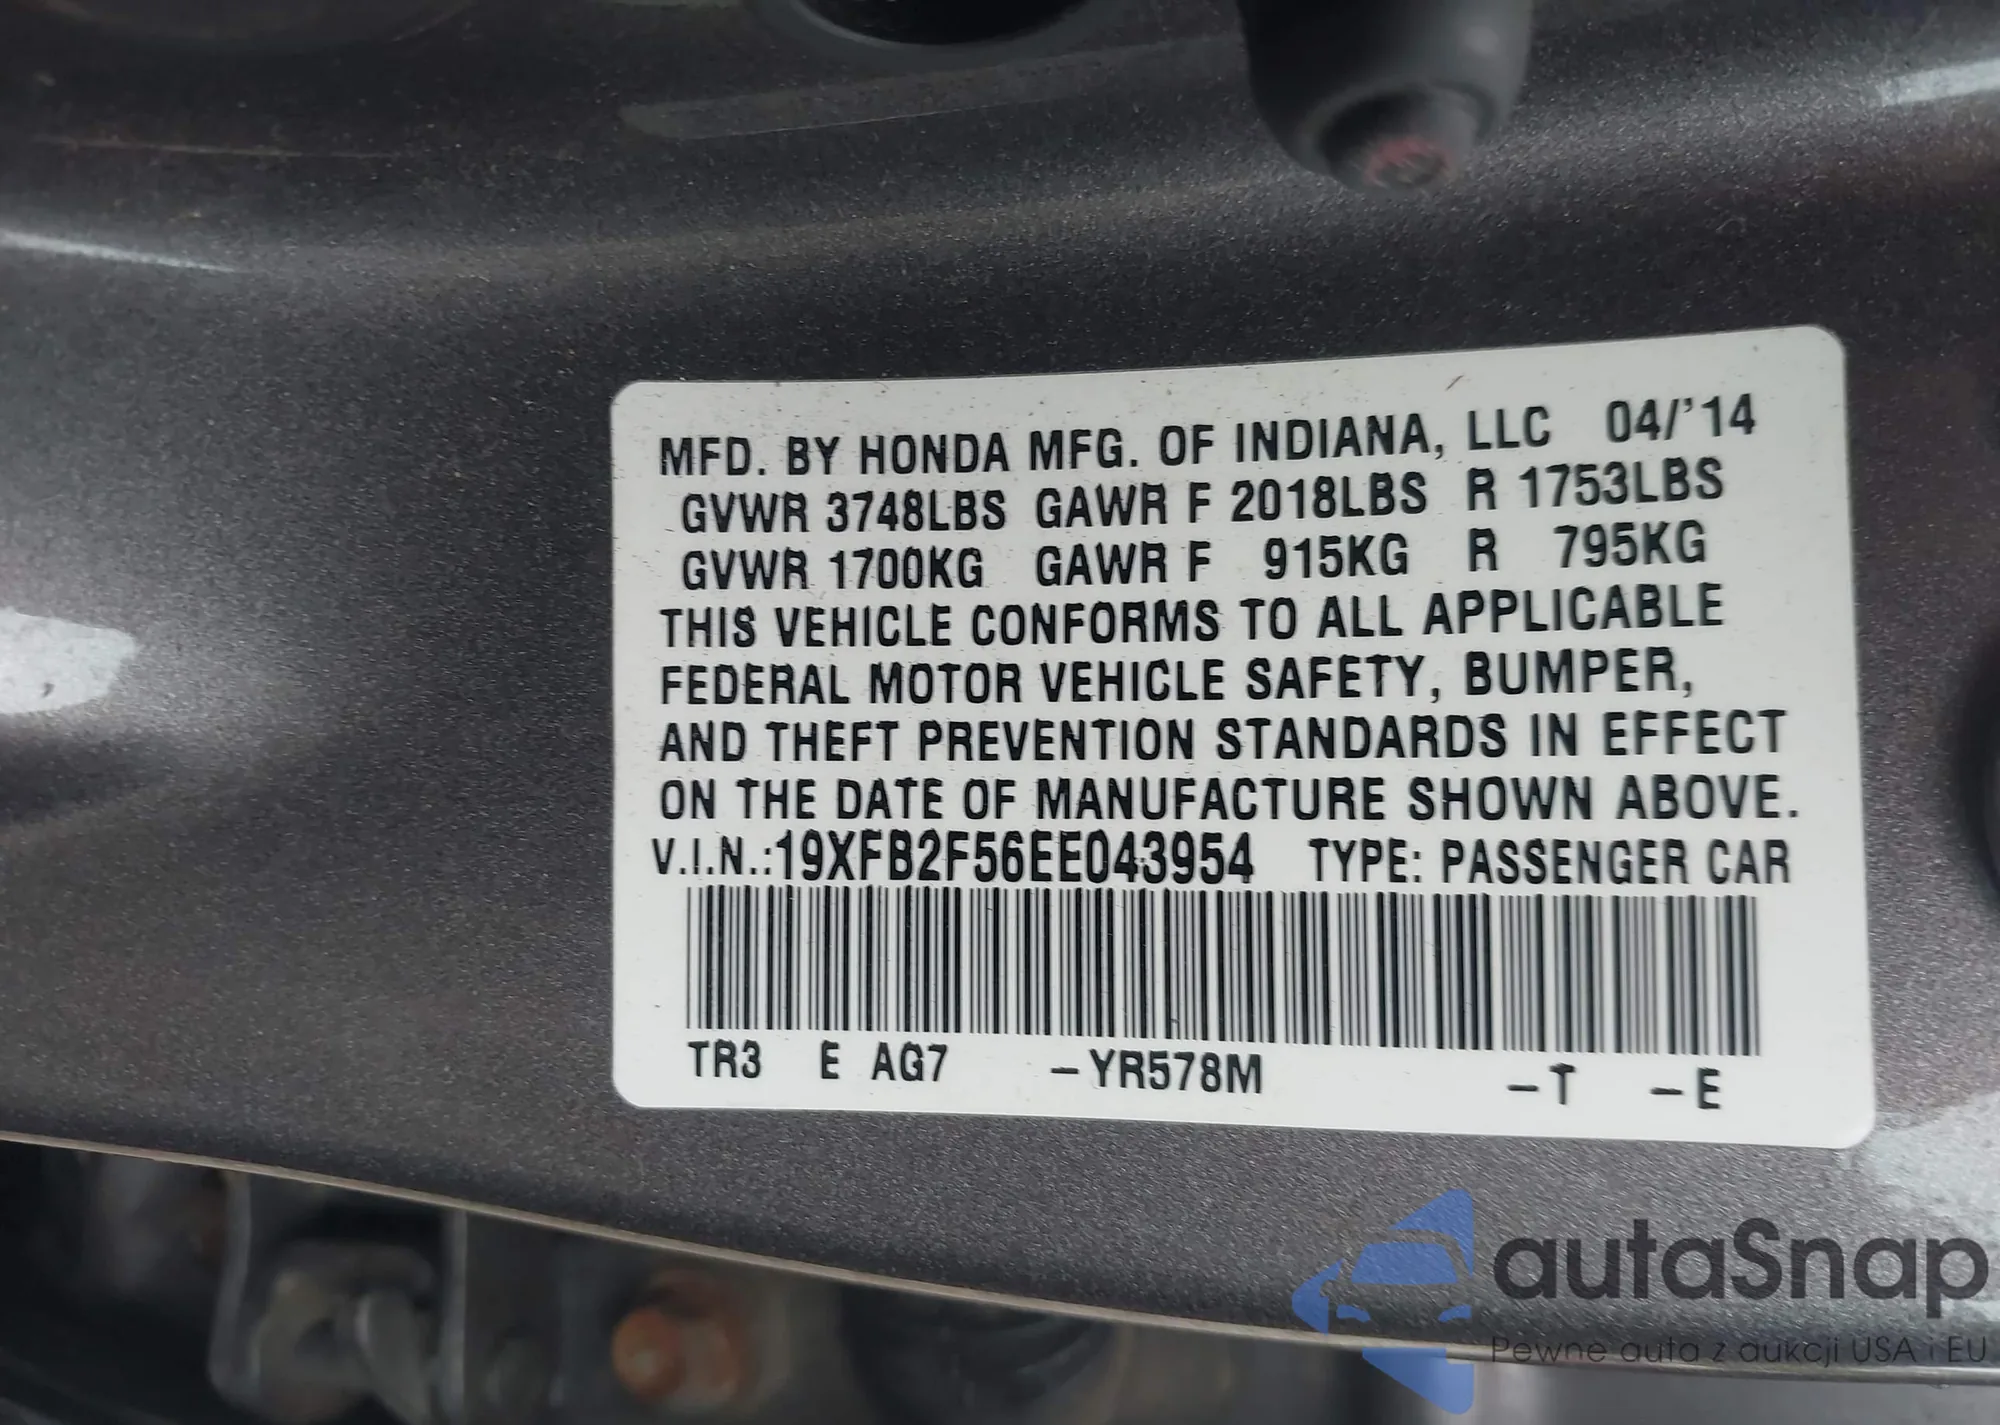 MFD. BY HONDA MFG. OF INDIANA, LLC 04/'14
GVWR 3748LBS GAWR F 2018LBS R 1753LBS
GVWR 1700KG GAWR F 915KG R 795KG
THIS VEHICLE CONFORMS TO ALL APPLICABLE
FEDERAL MOTOR VEHICLE SAFETY, BUMPER,
AND THEFT PREVENTION STANDARDS IN EFFECT
ON THE DATE OF MANUFACTURE SHOWN ABOVE.
V.I.N.:19XFB2F56EE043954 TYPE: PASSENGER CAR
TR3 E AG7 –YR578M –T –E
autaSnap
Pewne auta z aukcji USA i EU